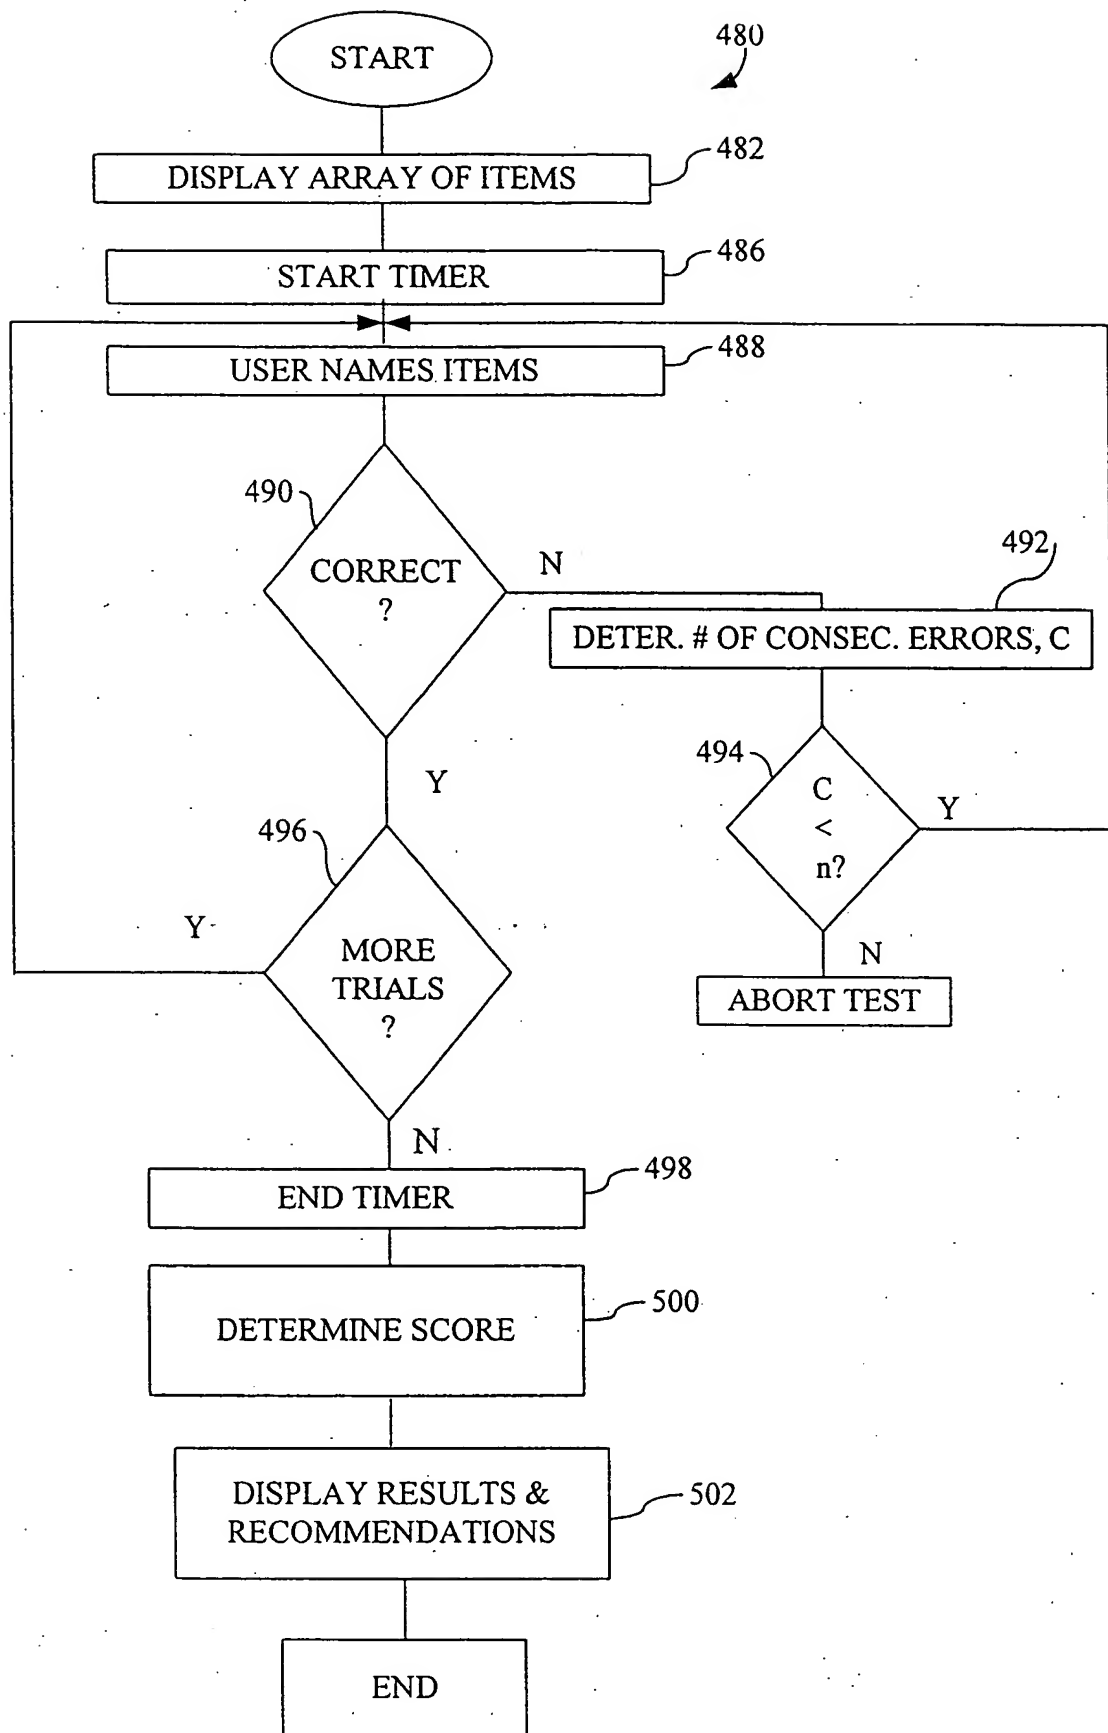 START
480
DISPLAY ARRAY OF ITEMS
482
START TIMER
486
USER NAMES ITEMS
488
490
CORRECT
?
N
492
DETER. # OF CONSEC. ERRORS, C
Y
494
C
<
n?
Y
496
Y
MORE
TRIALS
?
N
ABORT TEST
N
END TIMER
498
DETERMINE SCORE
500
DISPLAY RESULTS &
RECOMMENDATIONS
502
END